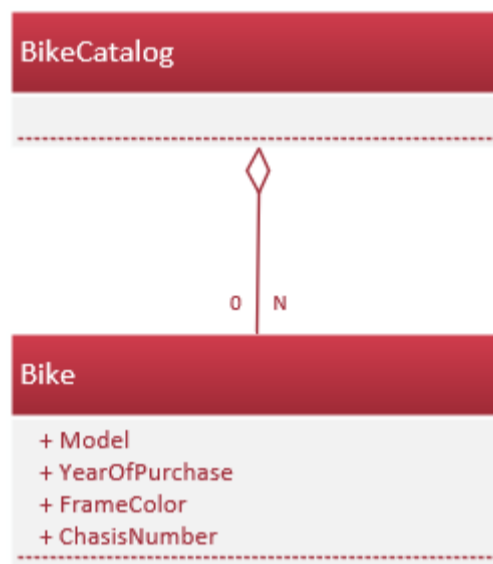 BikeCatalog
0 N
Bike
+ Model
+ YearOfPurchase
+ FrameColor
+ ChasisNumber